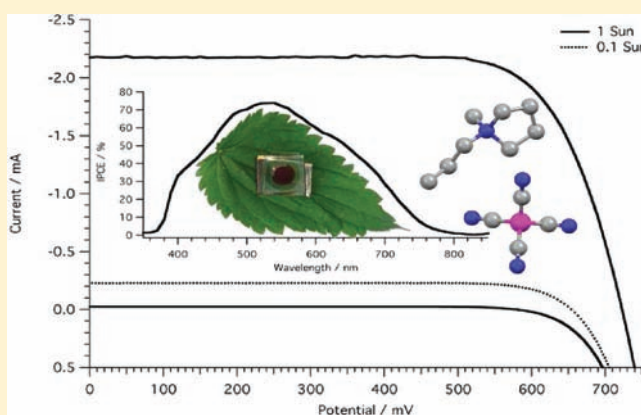 -2.5
-2.0
-1.5
-1.0
-0.5
0.0
0.5
Current / mA
1 Sun
0.1 Sun
80
70
60
50
40
30
20
10
0
IPCE / %
400 500 600 700 800
Wavelength / nm
0 100 200 300 400 500 600 700
Potential / mV